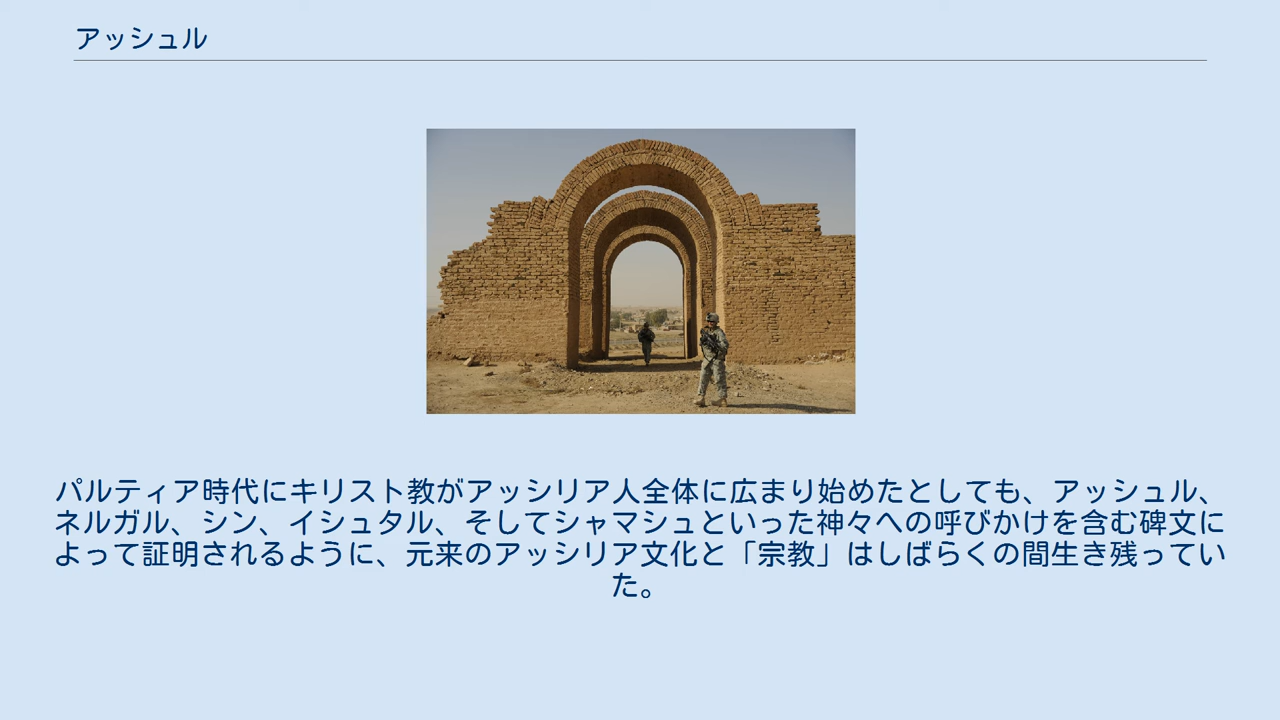 アッシュル
パルティア時代にキリスト教がアッシリア人全体に広まり始めたとしても、アッシュル、
ネルガル、シン、イシュタル、そしてシャマシュといった神々への呼びかけを含む碑文に
よって証明されるように、元来のアッシリア文化と「宗教」はしばらくの間生き残ってい
た。